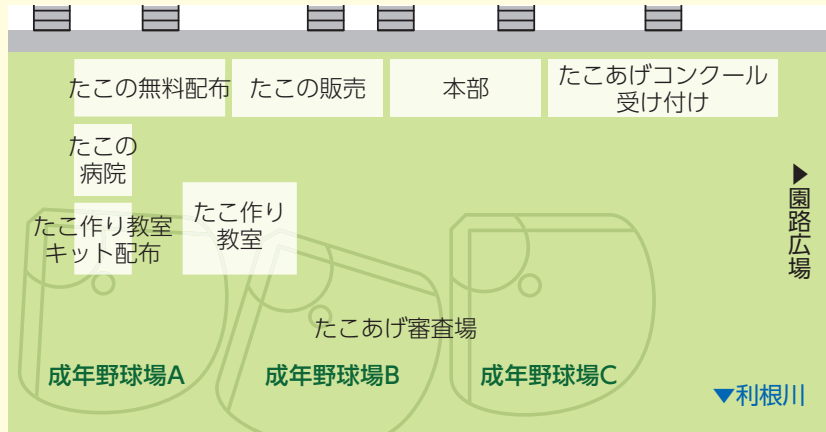 たこの無料配布
たこの販売
本部
たこあげコンクール
受け付け
たこの
病院
たこ作り教室
キット配布
たこ作り
教室
▶園路広場
たこあげ審査場
成年野球場A
成年野球場B
成年野球場C
▼利根川